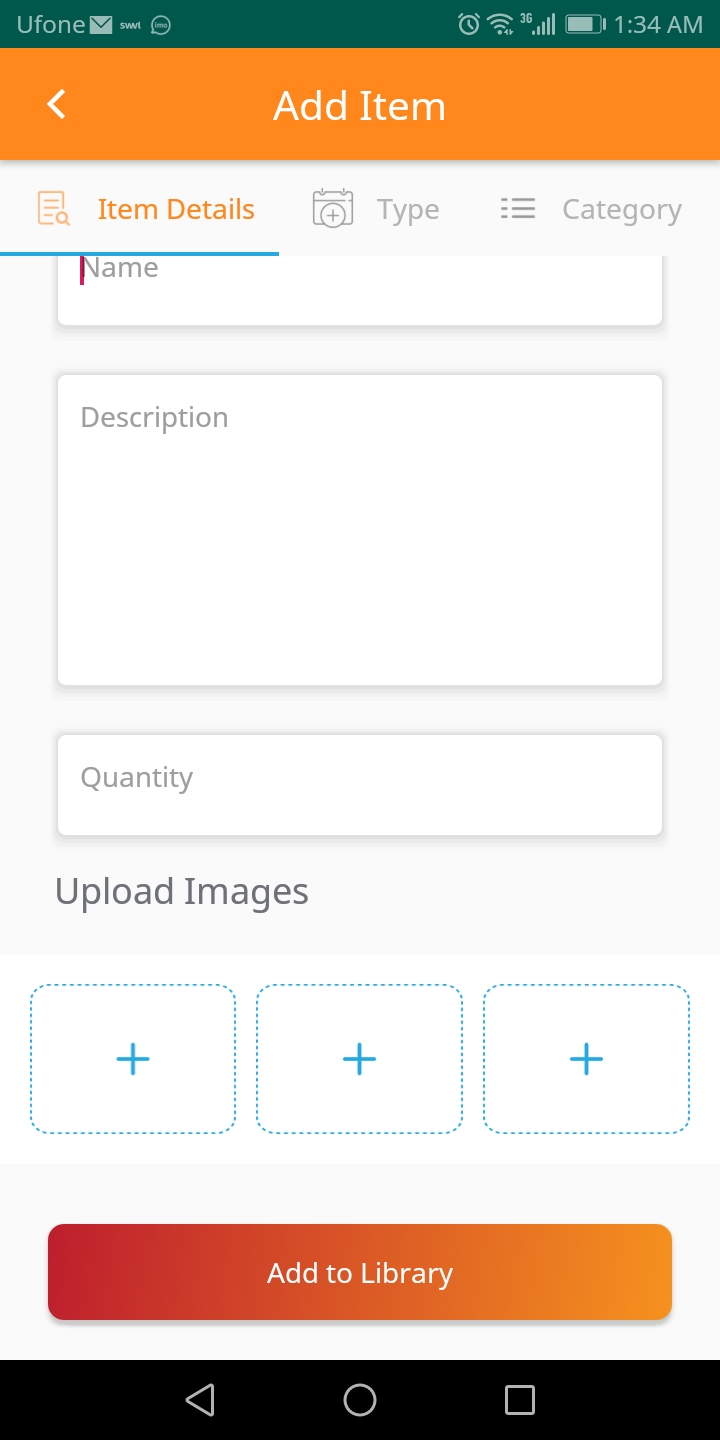 Ufone swvl imo 3G 1:34 AM
Add Item
Item Details Type Category
Name
Description
Quantity
Upload Images
Add to Library